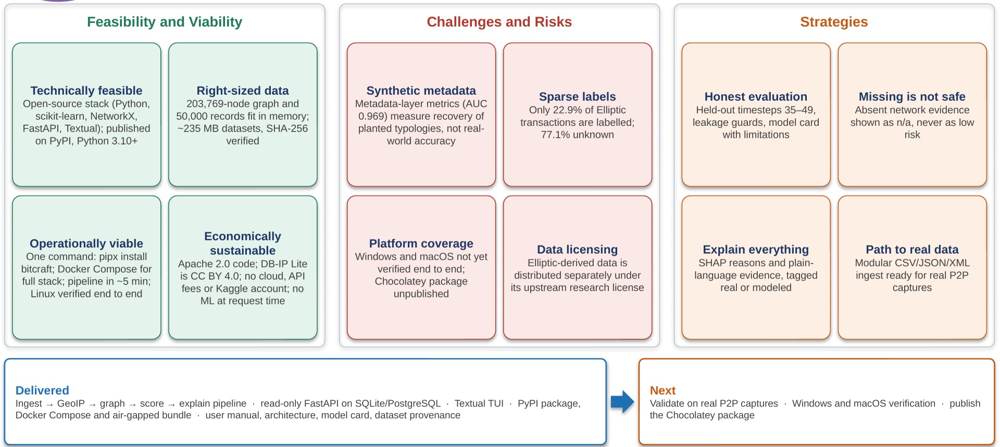 Feasibility and Viability
Technically feasible
Open-source stack (Python,
scikit-learn, NetworkX,
FastAPI, Textual); published
on PyPI, Python 3.10+
Right-sized data
203,769-node graph and
50,000 records fit in memory;
~235 MB datasets, SHA-256
verified
Operationally viable
One command: pipx install
bitcraft; Docker Compose for
full stack; pipeline in ~5 min;
Linux verified end to end
Economically
sustainable
Apache 2.0 code; DB-IP Lite
is CC BY 4.0; no cloud, API
fees or Kaggle account; no
ML at request time
Challenges and Risks
Synthetic metadata
Metadata-layer metrics (AUC
0.969) measure recovery of
planted typologies, not real-
world accuracy
Sparse labels
Only 22.9% of Elliptic
transactions are labelled;
77.1% unknown
Platform coverage
Windows and macOS not yet
verified end to end;
Chocolatey package
unpublished
Data licensing
Elliptic-derived data is
distributed separately under
its upstream research license
Strategies
Honest evaluation
Held-out timesteps 35–49,
leakage guards, model card
with limitations
Missing is not safe
Absent network evidence
shown as n/a, never as low
risk
Explain everything
SHAP reasons and plain-
language evidence, tagged
real or modeled
Path to real data
Modular CSV/JSON/XML
ingest ready for real P2P
captures
Delivered
Ingest → GeoIP → graph → score → explain pipeline · read-only FastAPI on SQLite/PostgreSQL · Textual TUI · PyPI package,
Docker Compose and air-gapped bundle · user manual, architecture, model card, dataset provenance
Next
Validate on real P2P captures · Windows and macOS verification · publish
the Chocolatey package